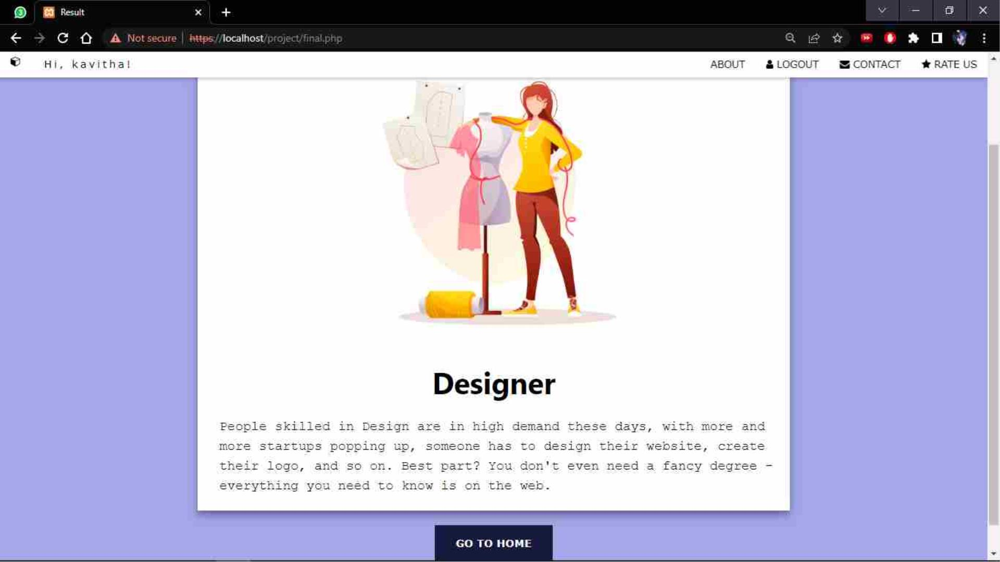 Result
Not secure https://localhost/project/final.php
Hi, kavitha!
ABOUT LOGOUT CONTACT RATE US
Designer
People skilled in Design are in high demand these days, with more and
more startups popping up, someone has to design their website, create
their logo, and so on. Best part? You don't even need a fancy degree -
everything you need to know is on the web.
GO TO HOME